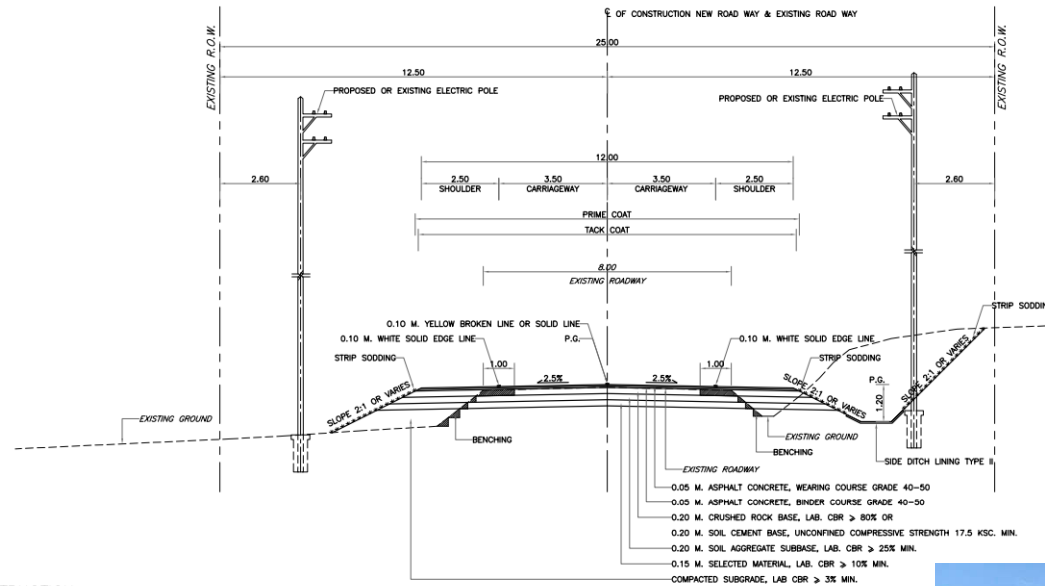 ℄ OF CONSTRUCTION NEW ROAD WAY & EXISTING ROAD WAY
EXISTING R.O.W.
EXISTING R.O.W.
25.00
12.50
12.50
PROPOSED OR EXISTING ELECTRIC POLE
PROPOSED OR EXISTING ELECTRIC POLE
12.00
2.60
2.50
SHOULDER
3.50
CARRIAGEWAY
3.50
CARRIAGEWAY
2.50
SHOULDER
2.60
PRIME COAT
TACK COAT
8.00
EXISTING ROADWAY
STRIP SODDING
0.10 M. YELLOW BROKEN LINE OR SOLID LINE
0.10 M. WHITE SOLID EDGE LINE
P.G.
0.10 M. WHITE SOLID EDGE LINE
STRIP SODDING
1.00
2.5%
2.5%
1.00
STRIP SODDING
SLOPE 2:1 OR VARIES
SLOPE 2:1 OR VARIES
P.G.
1.20
SLOPE 2:1 OR VARIES
EXISTING GROUND
BENCHING
EXISTING GROUND
BENCHING
SIDE DITCH LINING TYPE II
EXISTING ROADWAY
0.05 M. ASPHALT CONCRETE, WEARING COURSE GRADE 40-50
0.05 M. ASPHALT CONCRETE, BINDER COURSE GRADE 40-50
0.20 M. CRUSHED ROCK BASE, LAB. CBR ⩾ 80% OR
0.20 M. SOIL CEMENT BASE, UNCONFINED COMPRESSIVE STRENGTH 17.5 KSC. MIN.
0.20 M. SOIL AGGREGATE SUBBASE, LAB. CBR ⩾ 25% MIN.
0.15 M. SELECTED MATERIAL, LAB. CBR ⩾ 10% MIN.
COMPACTED SUBGRADE, LAB CBR ⩾ 3% MIN.